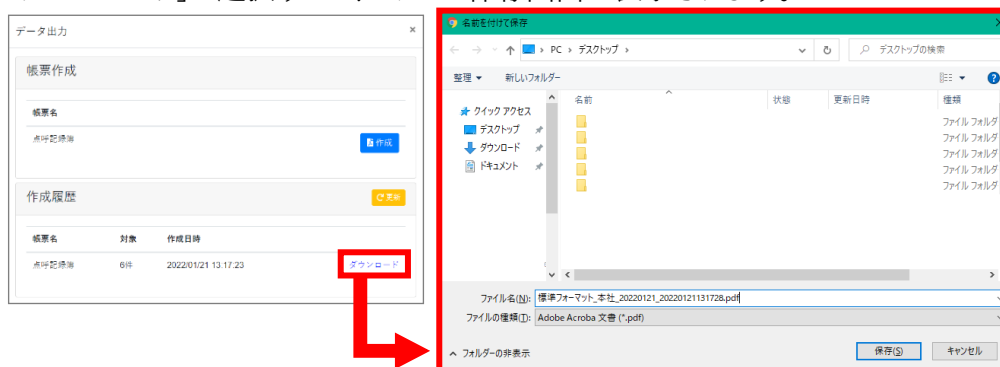 データ出力
×
帳票作成
帳票名
点呼記録簿
作成
作成履歴
更新
帳票名 対象 作成日時
点呼記録簿 6件 2022/01/21 13:17:23 ダウンロード
名前を付けて保存
PC › デスクトップ ›
デスクトップの検索
整理 新しいフォルダー
名前 状態 更新日時 種類
クイック アクセス
デスクトップ
ダウンロード
ドキュメント
ファイル フォルダ
ファイル フォルダ
ファイル フォルダ
ファイル フォルダ
ファイル フォルダ
ファイル名(N): 標準フォーマット_本社_20220121_20220121131728.pdf
ファイルの種類(T): Adobe Acroba 文書 (*.pdf)
フォルダーの非表示
保存(S) キャンセル